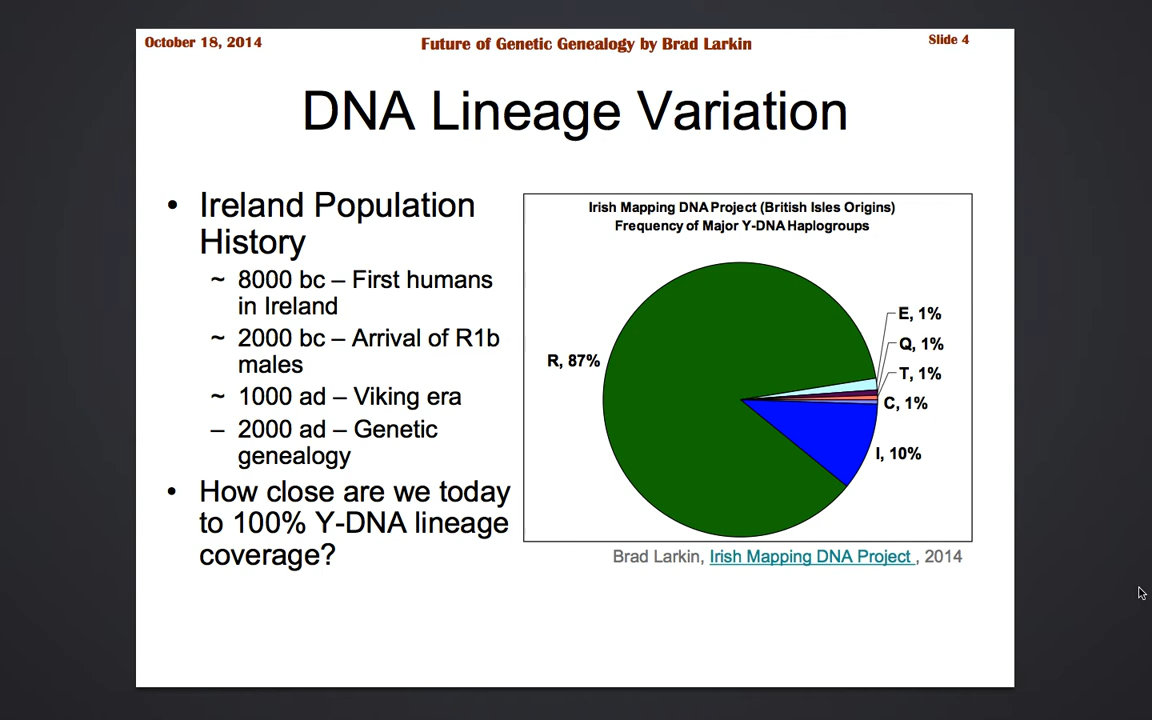 October 18, 2014
Future of Genetic Genealogy by Brad Larkin
Slide 4
DNA Lineage Variation
• Ireland Population
History
~ 8000 bc – First humans
in Ireland
~ 2000 bc – Arrival of R1b
males
~ 1000 ad – Viking era
– 2000 ad – Genetic
genealogy
• How close are we today
to 100% Y-DNA lineage
coverage?
Irish Mapping DNA Project (British Isles Origins)
Frequency of Major Y-DNA Haplogroups
R, 87%
E, 1%
Q, 1%
T, 1%
C, 1%
I, 10%
Brad Larkin, Irish Mapping DNA Project , 2014